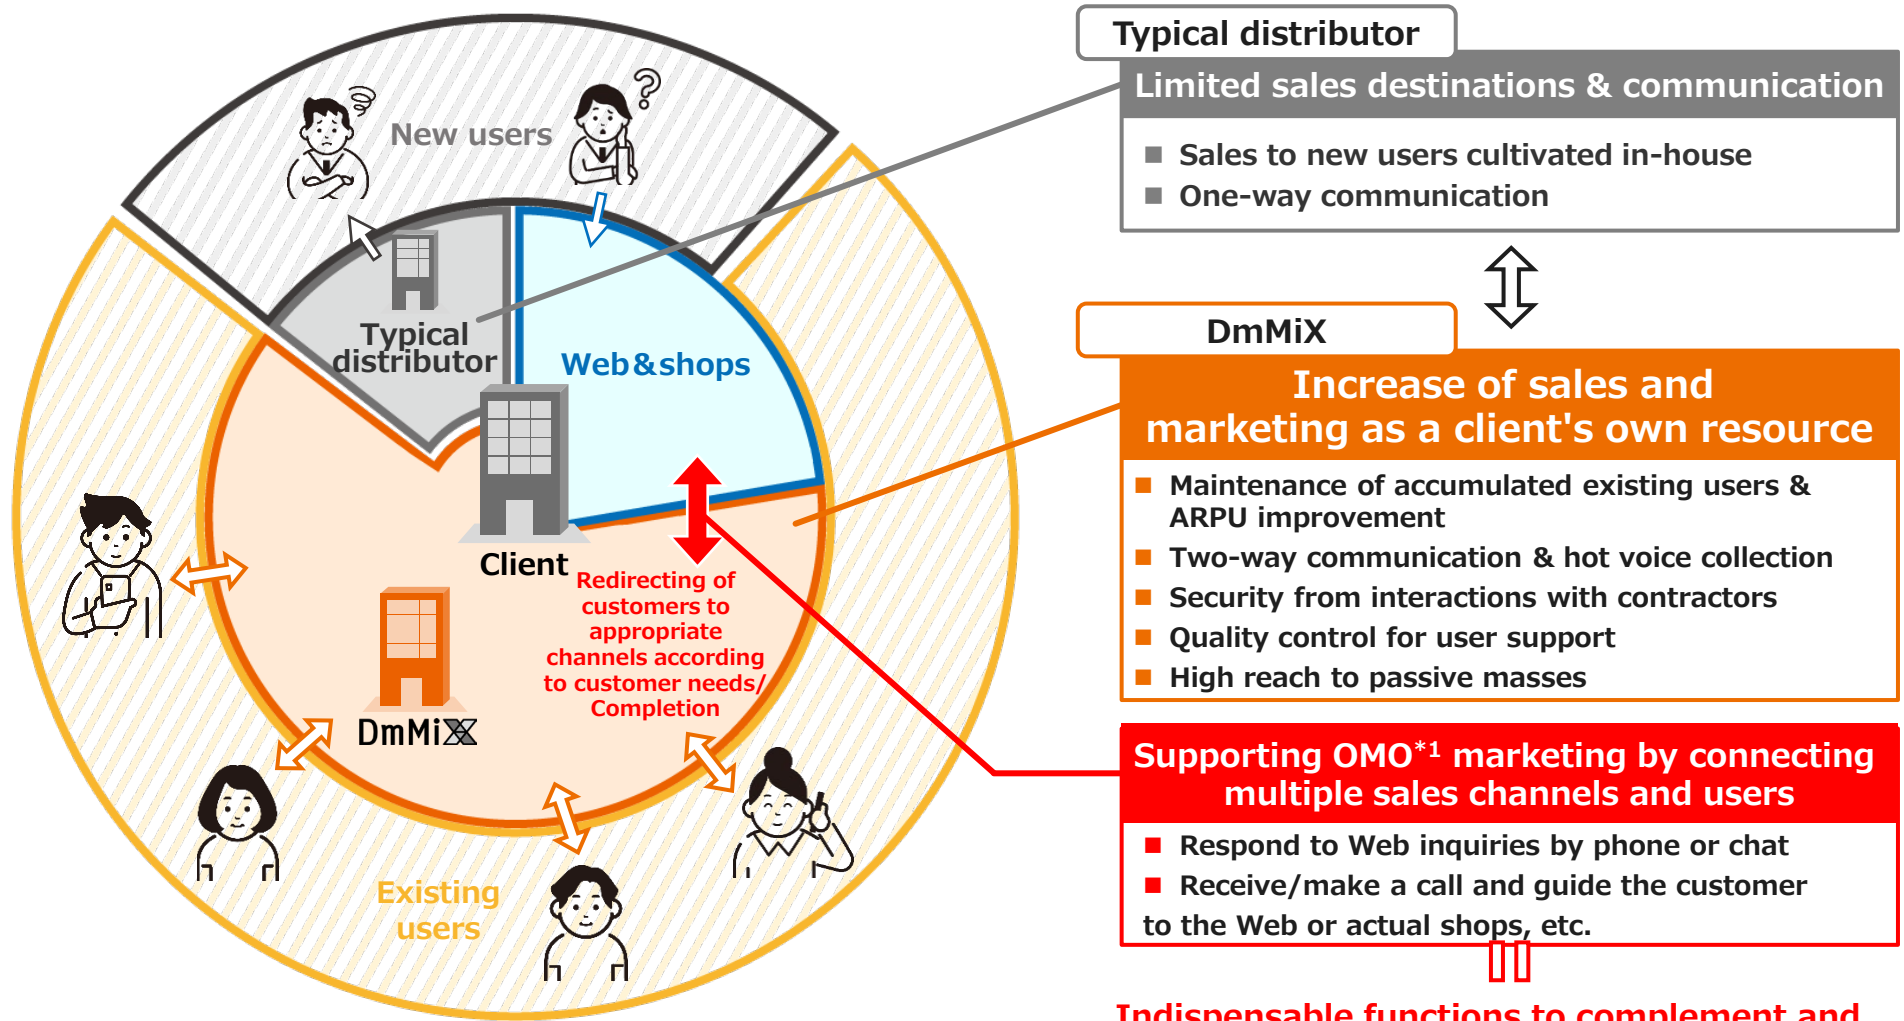 New users
Typical
distributor
Web&shops
Client
Redirecting of
customers to
appropriate
channels according
to customer needs/
Completion
DmMiX
Existing
users
Typical distributor
Limited sales destinations & communication
■ Sales to new users cultivated in-house
■ One-way communication
DmMiX
Increase of sales and
marketing as a client's own resource
■ Maintenance of accumulated existing users &
ARPU improvement
■ Two-way communication & hot voice collection
■ Security from interactions with contractors
■ Quality control for user support
■ High reach to passive masses
Supporting OMO*1 marketing by connecting
multiple sales channels and users
■ Respond to Web inquiries by phone or chat
■ Receive/make a call and guide the customer
to the Web or actual shops, etc.
Indispensable functions to complement and